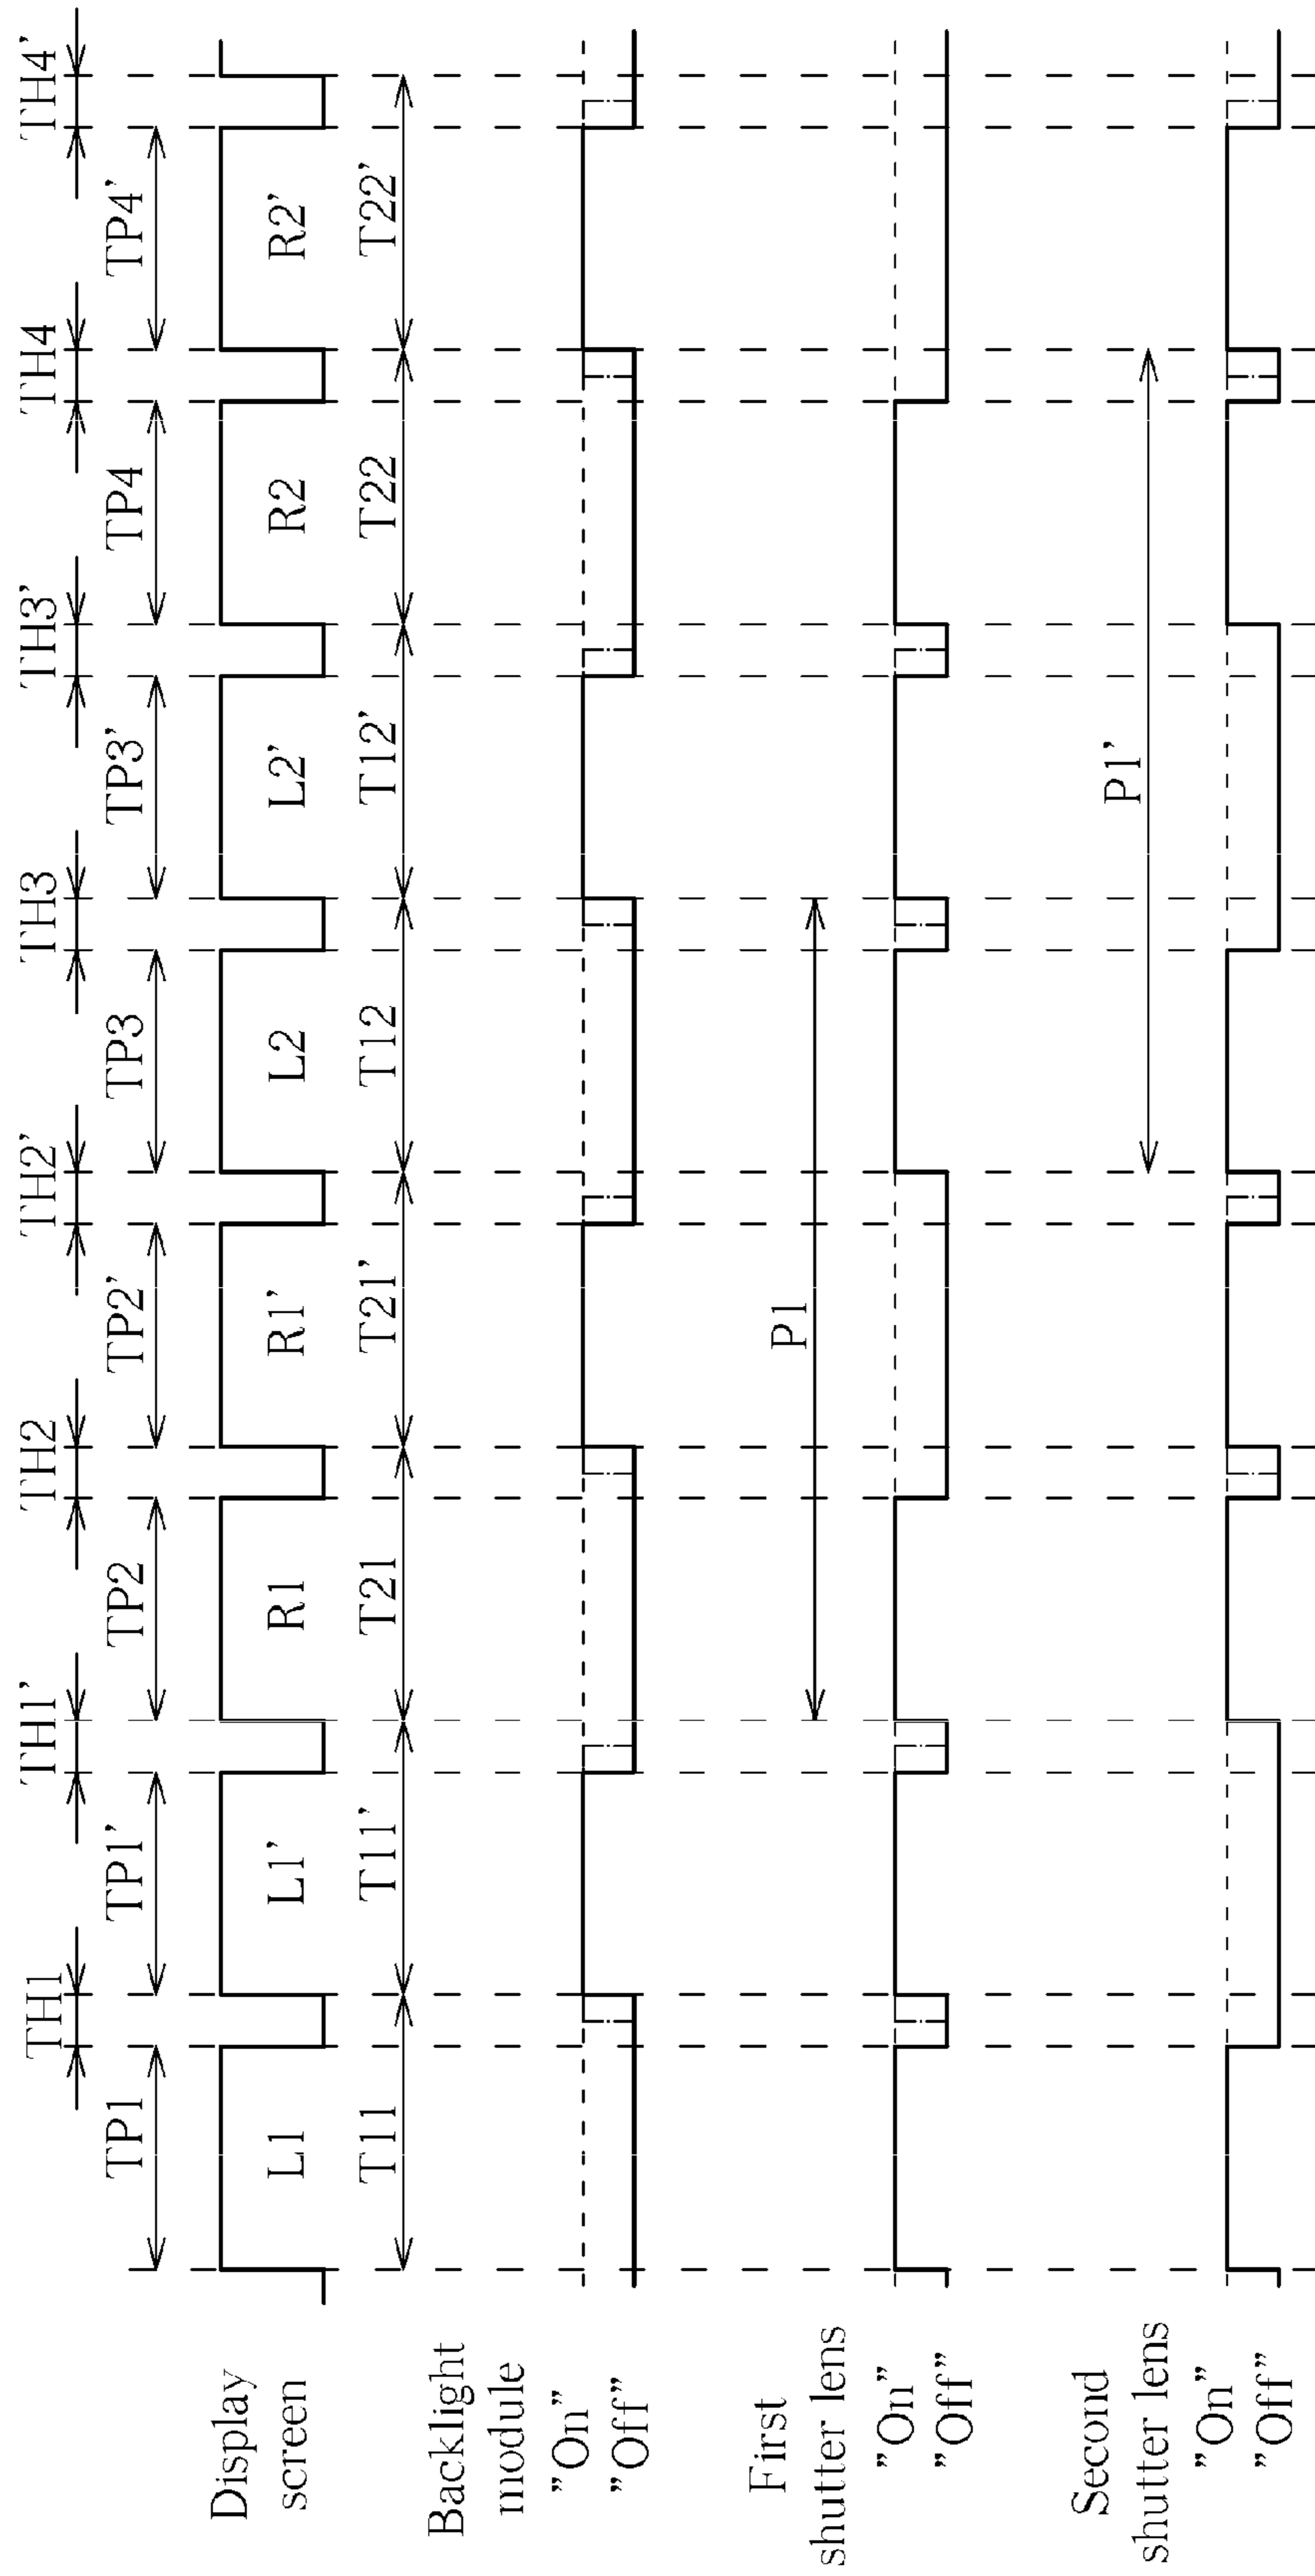 TH1 TH1' TH2 TH2' TH3 TH3' TH4 TH4'
TP1 TP1' TP2 TP2' TP3 TP3' TP4 TP4'
Display
screen
L1 L1' R1 R1' L2 L2' R2 R2'
T11 T11' T21 T21' T12 T12' T22 T22'
Backlight
module
"On"
"Off"
P1
First
shutter lens
"On"
"Off"
P1'
Second
shutter lens
"On"
"Off"